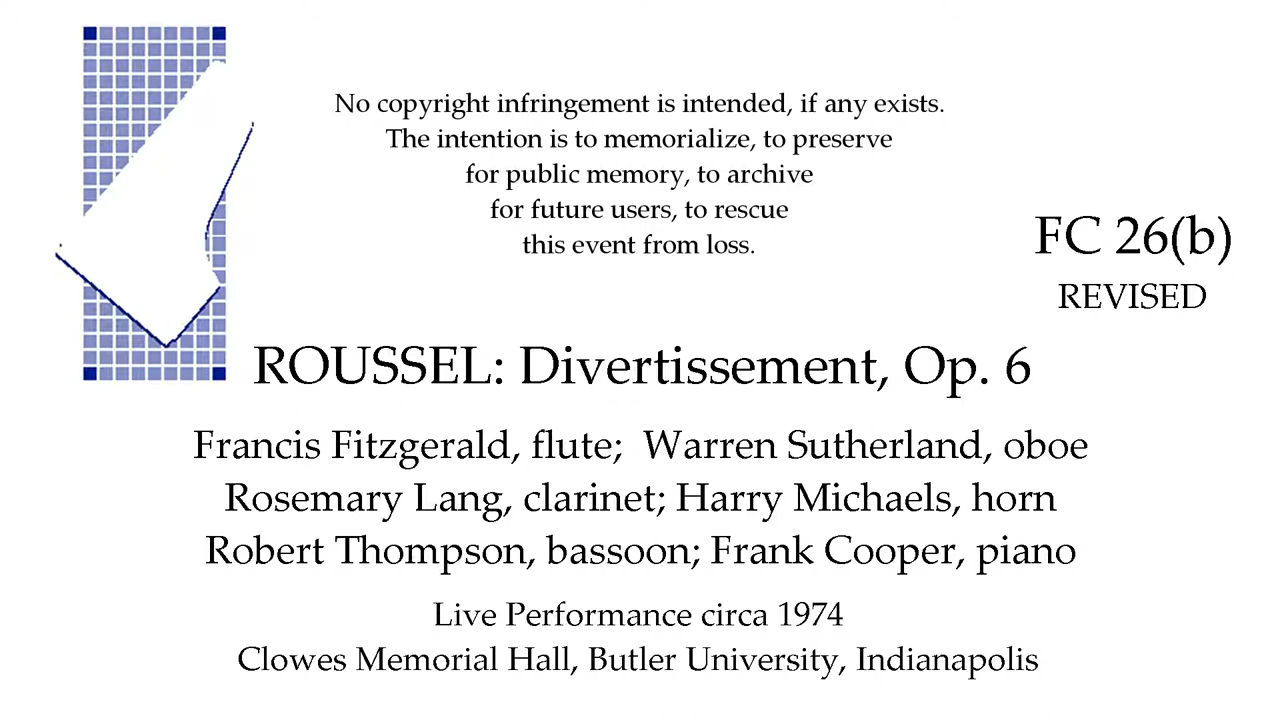 No copyright infringement is intended, if any exists.
The intention is to memorialize, to preserve
for public memory, to archive
for future users, to rescue
this event from loss.
FC 26(b)
REVISED
ROUSSEL: Divertissement, Op. 6
Francis Fitzgerald, flute; Warren Sutherland, oboe
Rosemary Lang, clarinet; Harry Michaels, horn
Robert Thompson, bassoon; Frank Cooper, piano
Live Performance circa 1974
Clowes Memorial Hall, Butler University, Indianapolis